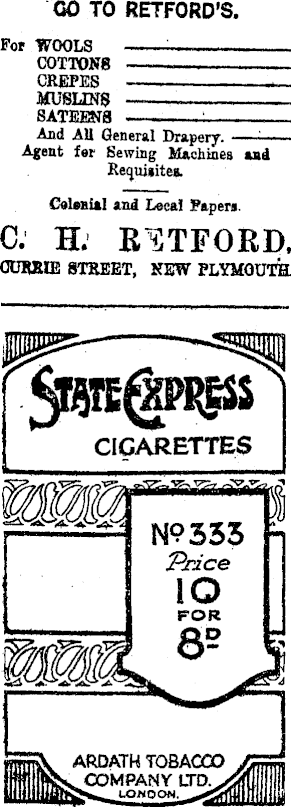 GO TO RETFORD'S.
For WOOLS
COTTONS
CREPES
MUSLINS
SATEENS
And All General Drapery.
Agent for Sewing Machines and
Requisites.
Colonial and Local Papers.
C. H. RETFORD,
CURRIE STREET, NEW PLYMOUTH.
STATE EXPRESS
CIGARETTES
No 333
Price
10
FOR
8D
ARDATH TOBACCO
COMPANY LTD.
LONDON.